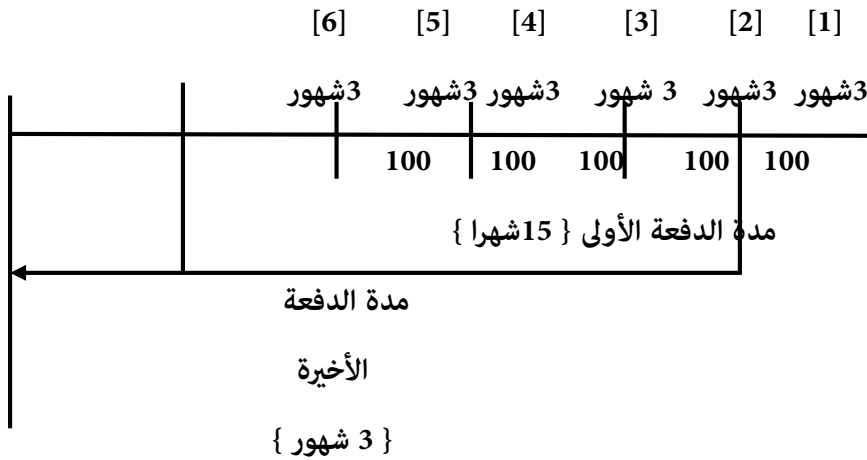 [1] [2] [3] [4] [5] [6]
3شهور 3شهور 3 شهور 3شهور 3شهور 3شهور
100 100 100 100 100
مدة الدفعة الأولى { 15شهرا }
مدة الدفعة
الأخيرة
{ 3 شهور }